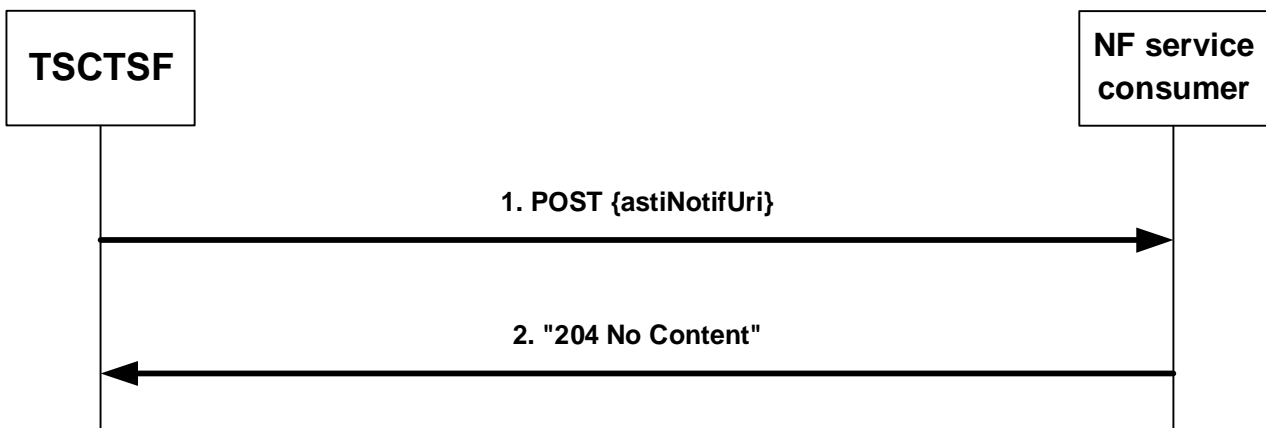 TSCTSF
NF service
consumer
1. POST {astiNotifUri}
2. "204 No Content"